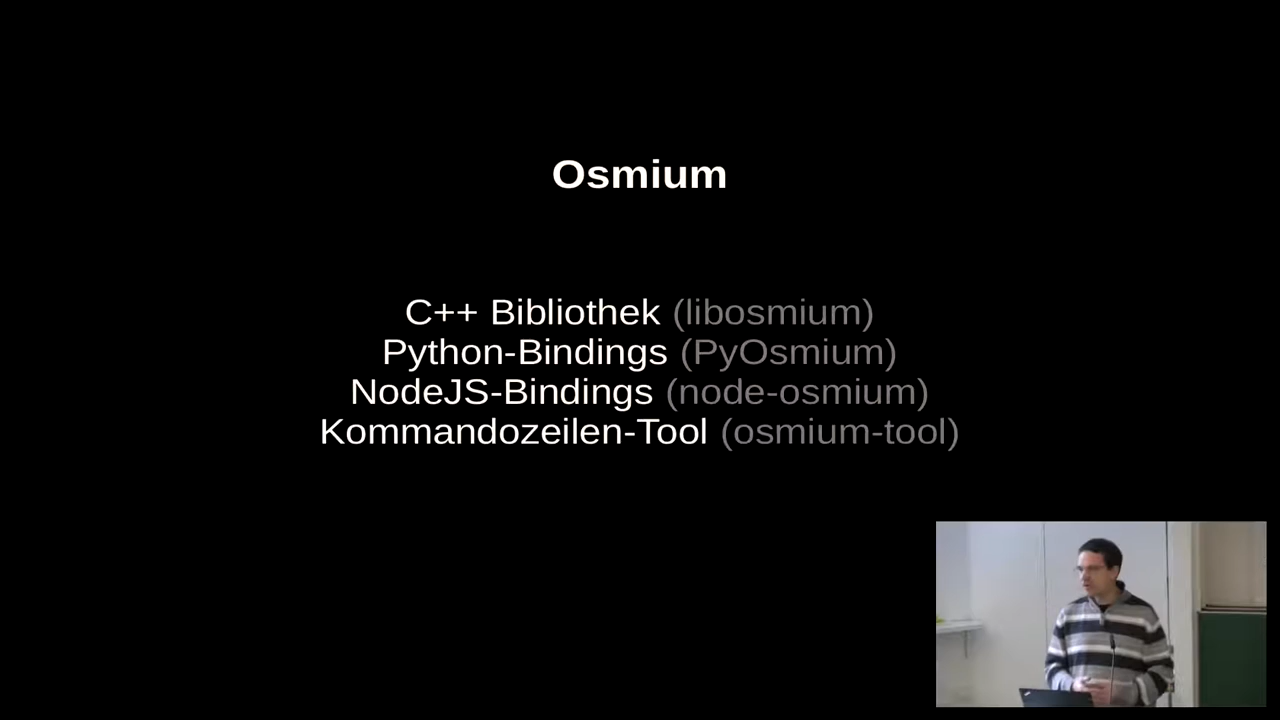 Osmium
C++ Bibliothek (libosmium)
Python-Bindings (PyOsmium)
NodeJS-Bindings (node-osmium)
Kommandozeilen-Tool (osmium-tool)